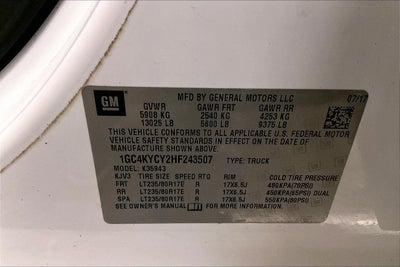 GM
MFD BY GENERAL MOTORS LLC
07/17
GVWR GAWR FRT GAWR RR
5908 KG 2540 KG 4253 KG
13025 LB 5600 LB 9375 LB
THIS VEHICLE CONFORMS TO ALL APPLICABLE U.S. FEDERAL MOTOR
VEHICLE SAFETY STANDARDS IN EFFECT ON THE DATE OF
MANUFACTURE SHOWN ABOVE.
1GC4KYCY2HF243507 TYPE: TRUCK
MODEL: K35943
KJV3 TIRE SIZE SPEED RTG RIM COLD TIRE PRESSURE
FRT LT235/80R17E R 17X6.5J 480KPA(70PSI)
RR LT235/80R17E R 17X6.5J 450KPA(65PSI) DUAL
SPA LT235/80R17E R 17X6.5J 550KPA(80PSI)
SEE OWNER'S MANUAL FOR MORE INFORMATION.